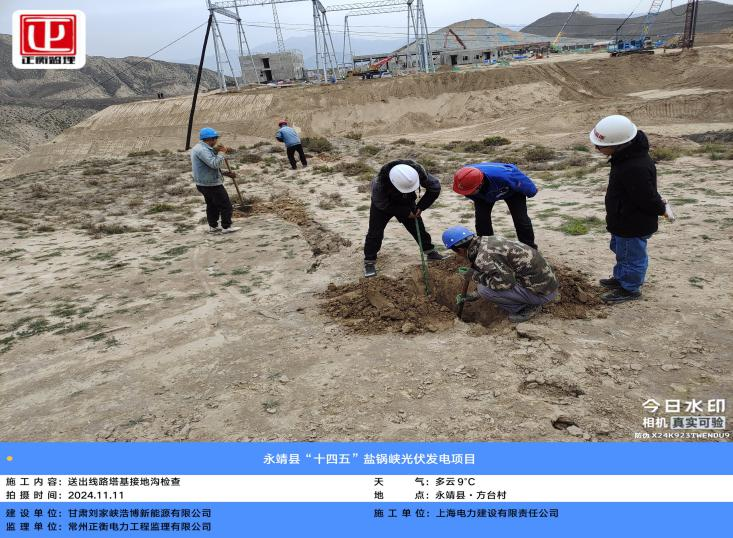 正衡监理
今日水印
相机 真实可验
防伪 X24K923TWENDU9
永靖县“十四五”盐锅峡光伏发电项目
施工内容：送出线路塔基接地沟检查
天 气：多云 9℃
拍摄时间：2024.11.11
地 点：永靖县·方台村
建设单位：甘肃刘家峡浩博新能源有限公司
施工单位：上海电力建设有限责任公司
监理单位：常州正衡电力工程监理有限公司